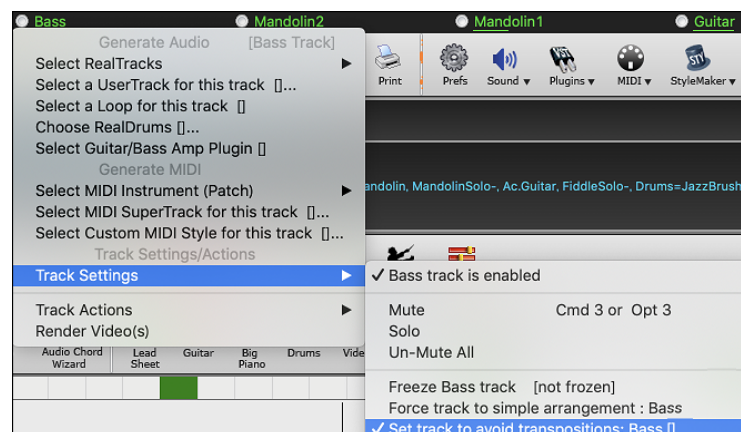 Bass Mandolin2 Mandolin1 Guitar
Generate Audio [Bass Track]
Select RealTracks
Select a UserTrack for this track []...
Select a Loop for this track []
Choose RealDrums []...
Select Guitar/Bass Amp Plugin []
Generate MIDI
Select MIDI Instrument (Patch)
Select MIDI SuperTrack for this track []...
Select Custom MIDI Style for this track []...
Track Settings/Actions
Track Settings
Track Actions
Render Video(s)
Print Prefs Sound Plugins MIDI StyleMaker
andolin, MandolinSolo-, Ac.Guitar, FiddleSolo-, Drums=JazzBrush
✓ Bass track is enabled
Mute Cmd 3 or Opt 3
Solo
Un-Mute All
Freeze Bass track [not frozen]
Force track to simple arrangement : Bass
✓ Set track to avoid transpositions: Bass []
Audio Chord Wizard
Lead Sheet
Guitar
Big Piano
Drums
Vide